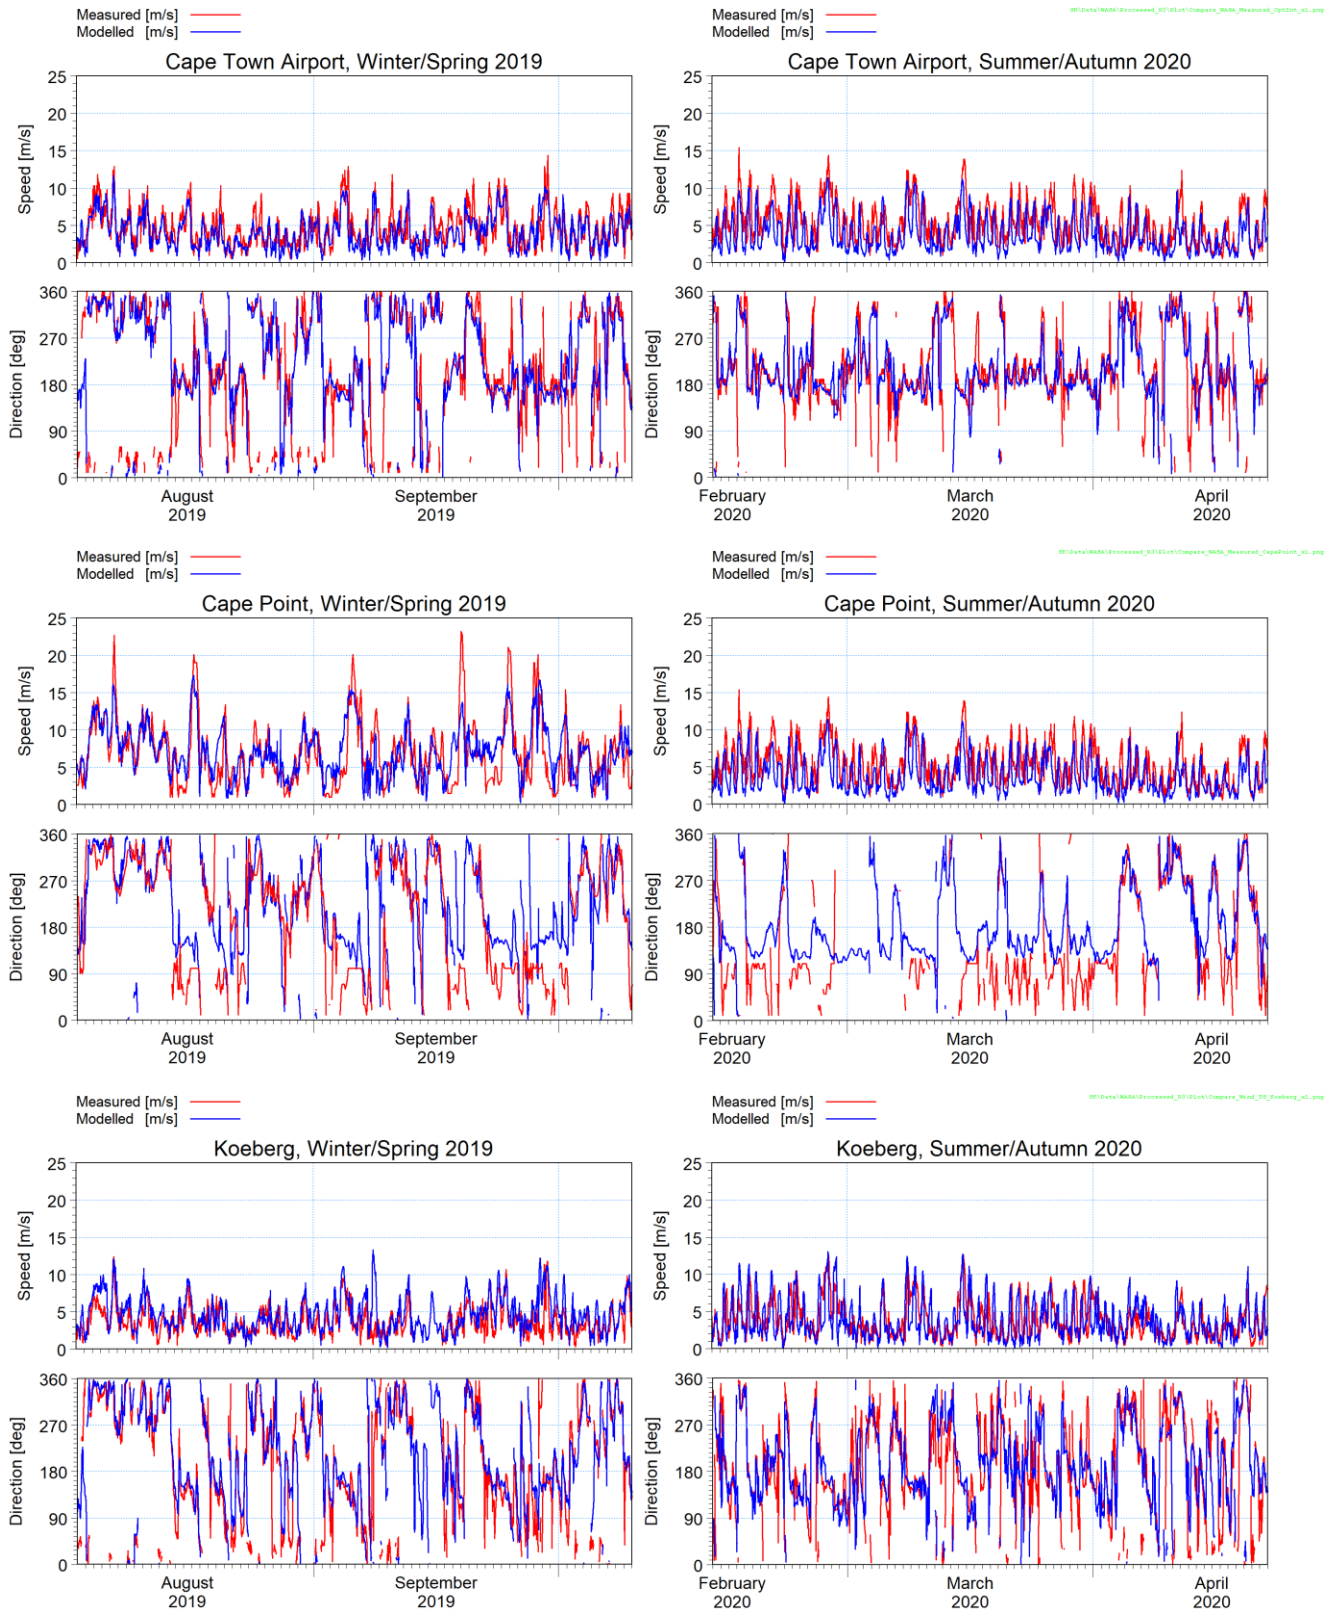 Measured [m/s]
Modelled [m/s]
Cape Town Airport, Winter/Spring 2019
25
20
15
10
5
0
Speed [m/s]
360
270
180
90
0
Direction [deg]
August
2019
September
2019
Measured [m/s]
Modelled [m/s]
Cape Town Airport, Summer/Autumn 2020
25
20
15
10
5
0
Speed [m/s]
360
270
180
90
0
Direction [deg]
February
2020
March
2020
April
2020
Measured [m/s]
Modelled [m/s]
Cape Point, Winter/Spring 2019
25
20
15
10
5
0
Speed [m/s]
360
270
180
90
0
Direction [deg]
August
2019
September
2019
Measured [m/s]
Modelled [m/s]
Cape Point, Summer/Autumn 2020
25
20
15
10
5
0
Speed [m/s]
360
270
180
90
0
Direction [deg]
February
2020
March
2020
April
2020
Measured [m/s]
Modelled [m/s]
Koeberg, Winter/Spring 2019
25
20
15
10
5
0
Speed [m/s]
360
270
180
90
0
Direction [deg]
August
2019
September
2019
Measured [m/s]
Modelled [m/s]
Koeberg, Summer/Autumn 2020
25
20
15
10
5
0
Speed [m/s]
360
270
180
90
0
Direction [deg]
February
2020
March
2020
April
2020